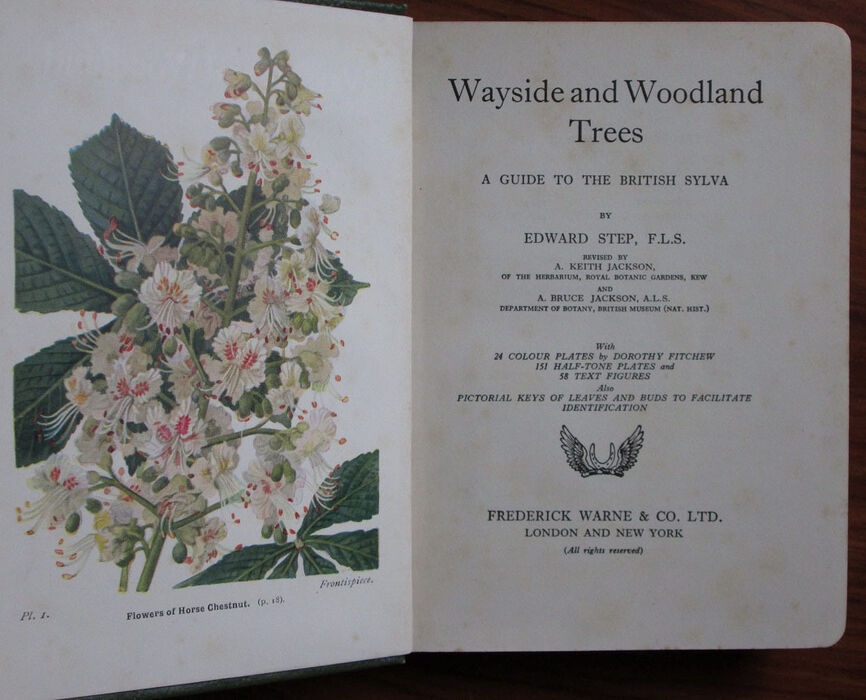 Frontispiece.
Pl. 1.
Flowers of Horse Chestnut. (p. 18).
Wayside and Woodland
Trees
A GUIDE TO THE BRITISH SYLVA
BY
EDWARD STEP, F.L.S.
REVISED BY
A. KEITH JACKSON,
OF THE HERBARIUM, ROYAL BOTANIC GARDENS, KEW
AND
A. BRUCE JACKSON, A.L.S.
DEPARTMENT OF BOTANY, BRITISH MUSEUM (NAT. HIST.)
With
24 COLOUR PLATES by DOROTHY FITCHEW
151 HALF-TONE PLATES and
58 TEXT FIGURES
Also
PICTORIAL KEYS OF LEAVES AND BUDS TO FACILITATE
IDENTIFICATION
FREDERICK WARNE & CO. LTD.
LONDON AND NEW YORK
(All rights reserved)